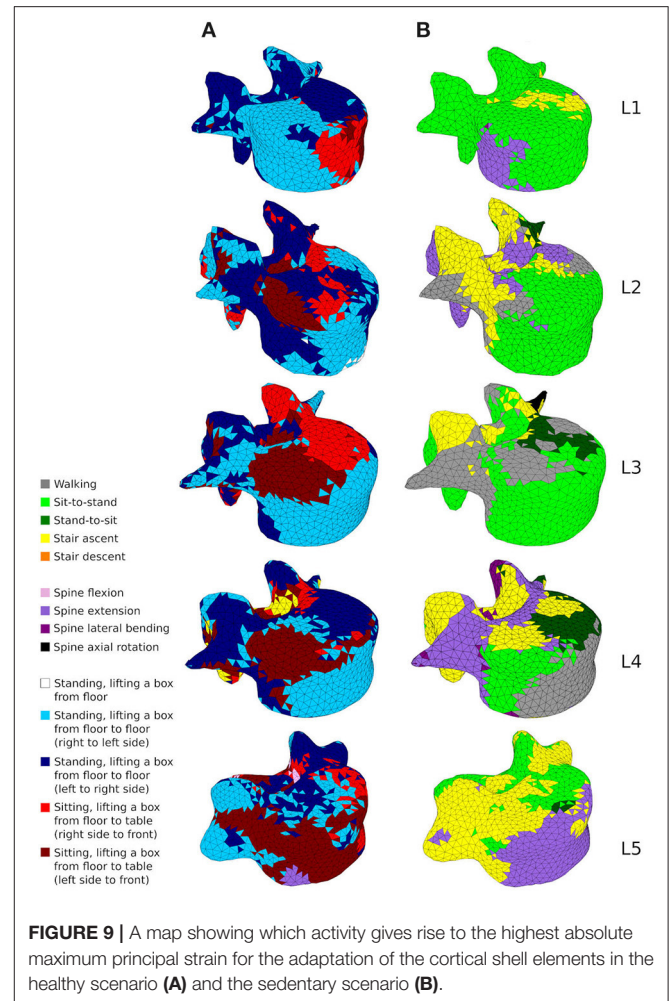 A B
L1
L2
L3
L4
L5
Walking
Sit-to-stand
Stand-to-sit
Stair ascent
Stair descent
Spine flexion
Spine extension
Spine lateral bending
Spine axial rotation
Standing, lifting a box
from floor
Standing, lifting a box
from floor to floor
(right to left side)
Standing, lifting a box
from floor to floor
(left to right side)
Sitting, lifting a box
from floor to table
(right side to front)
Sitting, lifting a box
from floor to table
(left side to front)
FIGURE 9 | A map showing which activity gives rise to the highest absolute
maximum principal strain for the adaptation of the cortical shell elements in the
healthy scenario (A) and the sedentary scenario (B).